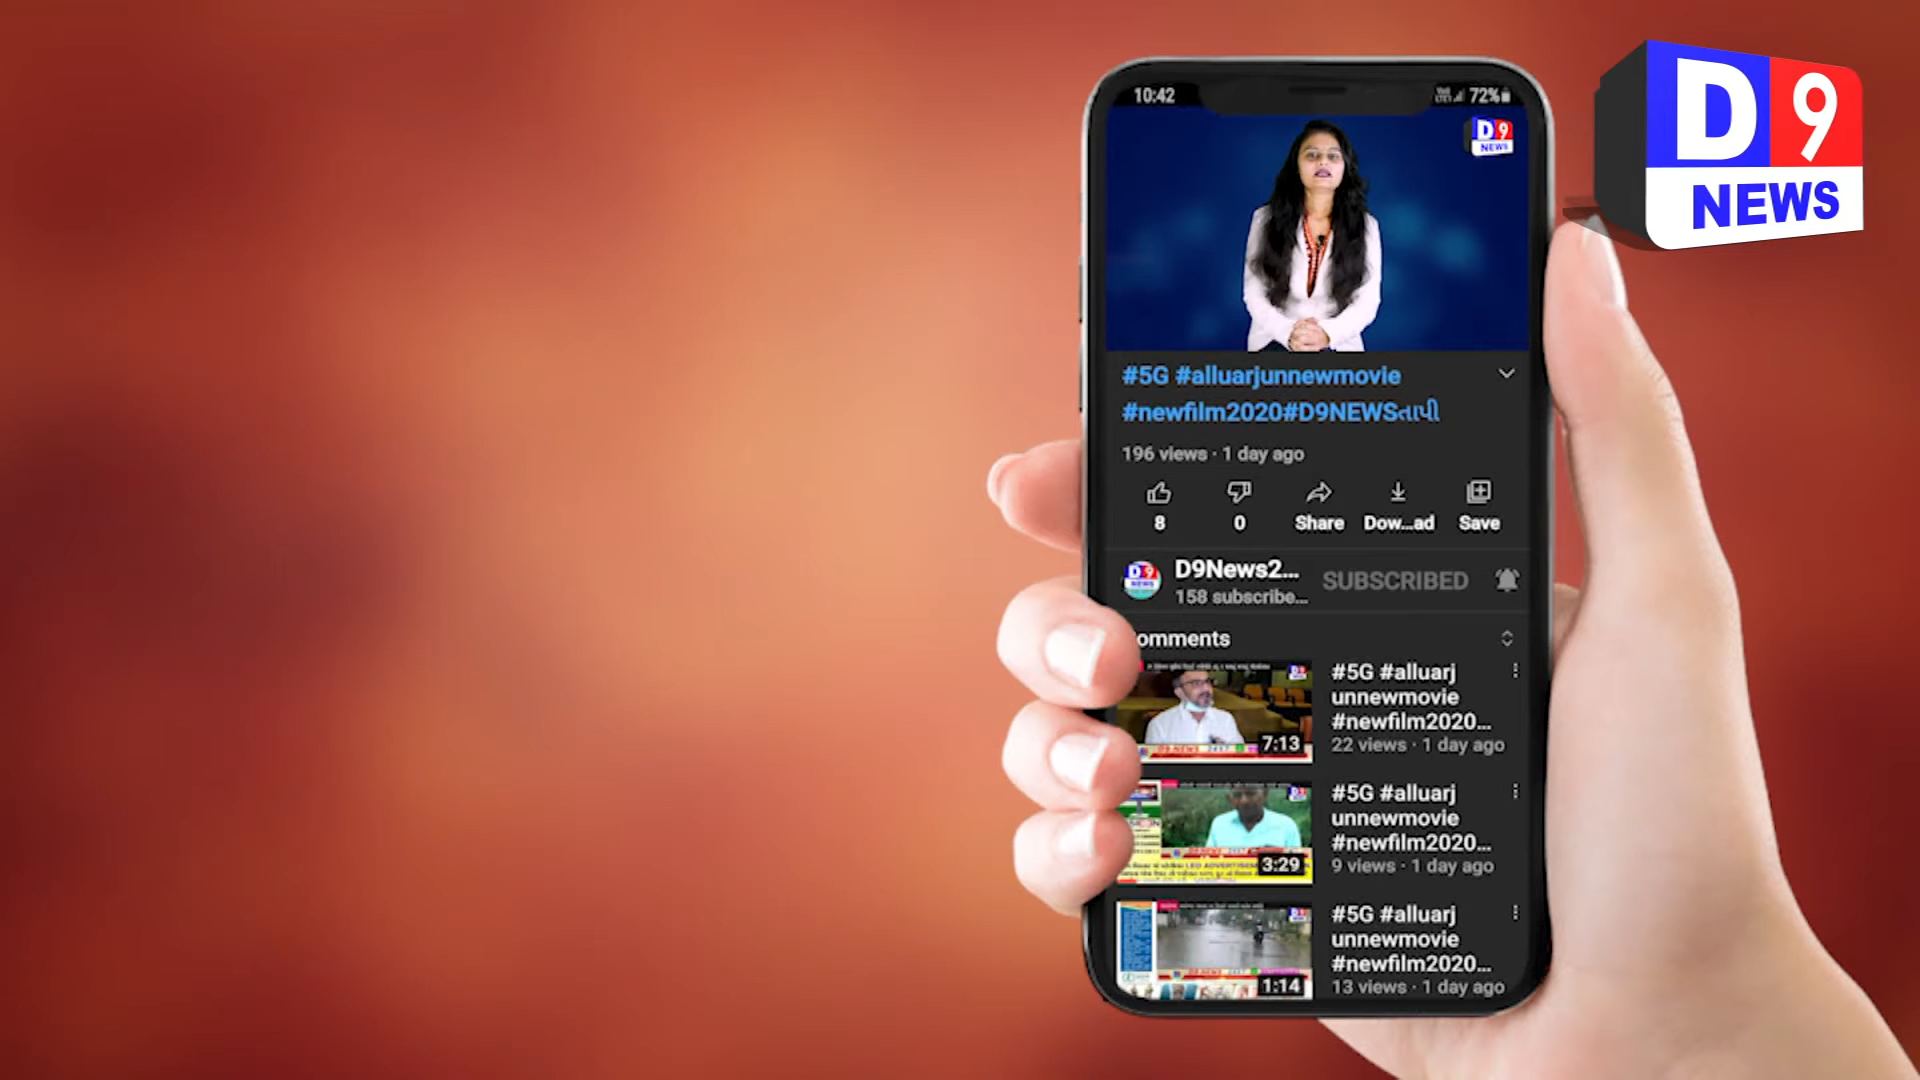 D 9
NEWS
10:42
72%
D 9
NEWS
#5G #alluarjunnewmovie
#newfilm2020#D9NEWSતાપી
196 views · 1 day ago
8
0
Share
Dow...ad
Save
D9
NEWS
D9News2...
158 subscribe...
SUBSCRIBED
omments
#5G #alluarj
unnewmovie
#newfilm2020...
22 views · 1 day ago
7:13
#5G #alluarj
unnewmovie
#newfilm2020...
9 views · 1 day ago
3:29
#5G #alluarj
unnewmovie
#newfilm2020...
13 views · 1 day ago
1:14